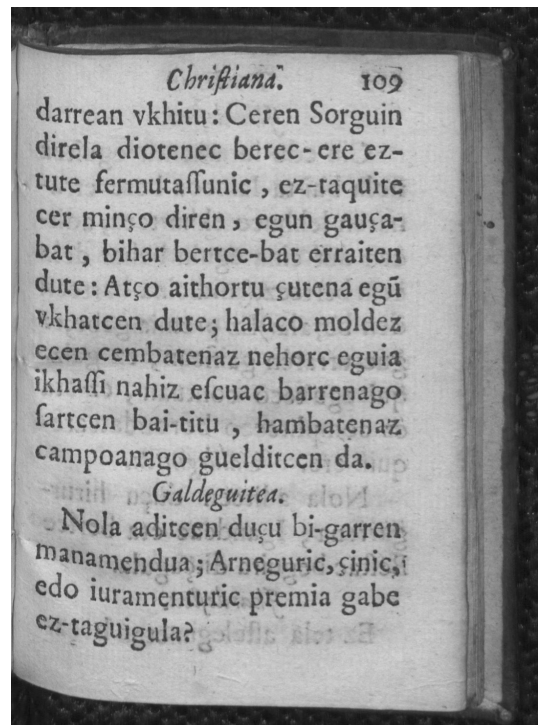 Chriſtiana. 109
darrean vkhitu : Ceren Sorguin
direla diotenec berec-ere ez-
tute fermutaſſunic , ez-taquite
cer minço diren , egun gauça-
bat , bihar bertce-bat erraiten
dute : Atço aithortu çutena egũ
vkhatcen dute ; halaco moldez
ecen cembatenaz nehorc eguia
ikhaſſi nahiz eſcuac barrenago
ſartcen bai-titu , hambatenaz
campoanago guelditcen da.
Galdeguitea.
Nola aditcen duçu bi-garren
manamendua ; Arneguric, çinic,
edo iuramenturic premia gabe
ez-taguigula?